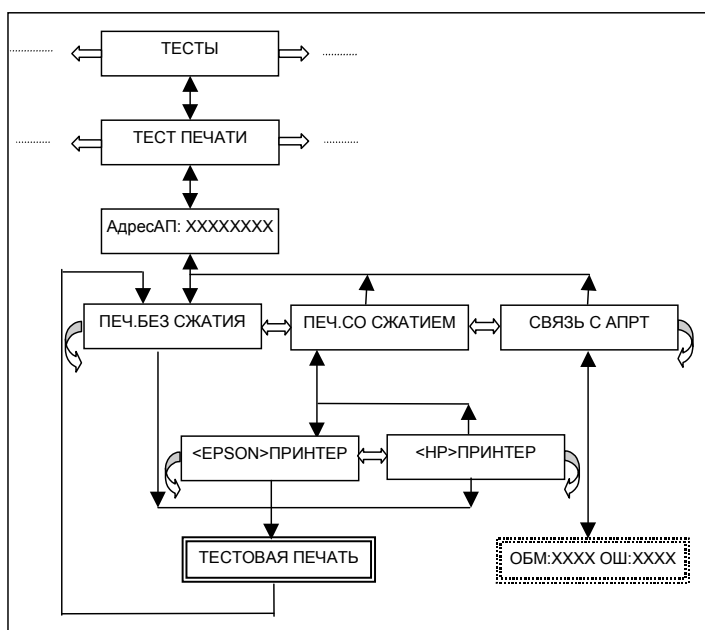 ТЕСТЫ
ТЕСТ ПЕЧАТИ
АдресАП: XXXXXXXX
ПЕЧ.БЕЗ СЖАТИЯ
ПЕЧ.СО СЖАТИЕМ
СВЯЗЬ С АПРТ
<EPSON>ПРИНТЕР
<HP>ПРИНТЕР
ТЕСТОВАЯ ПЕЧАТЬ
ОБМ:XXXX ОШ:XXXX